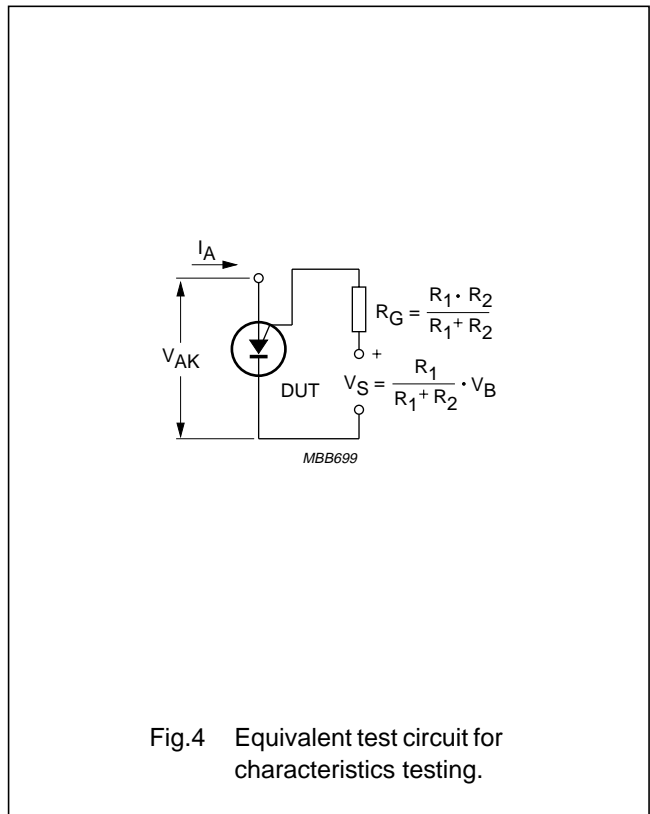 I_A
V_AK
R_G = R_1 · R_2 / R_1 + R_2
+
V_S = R_1 / R_1 + R_2 · V_B
DUT
MBB699
Fig.4 Equivalent test circuit for
characteristics testing.